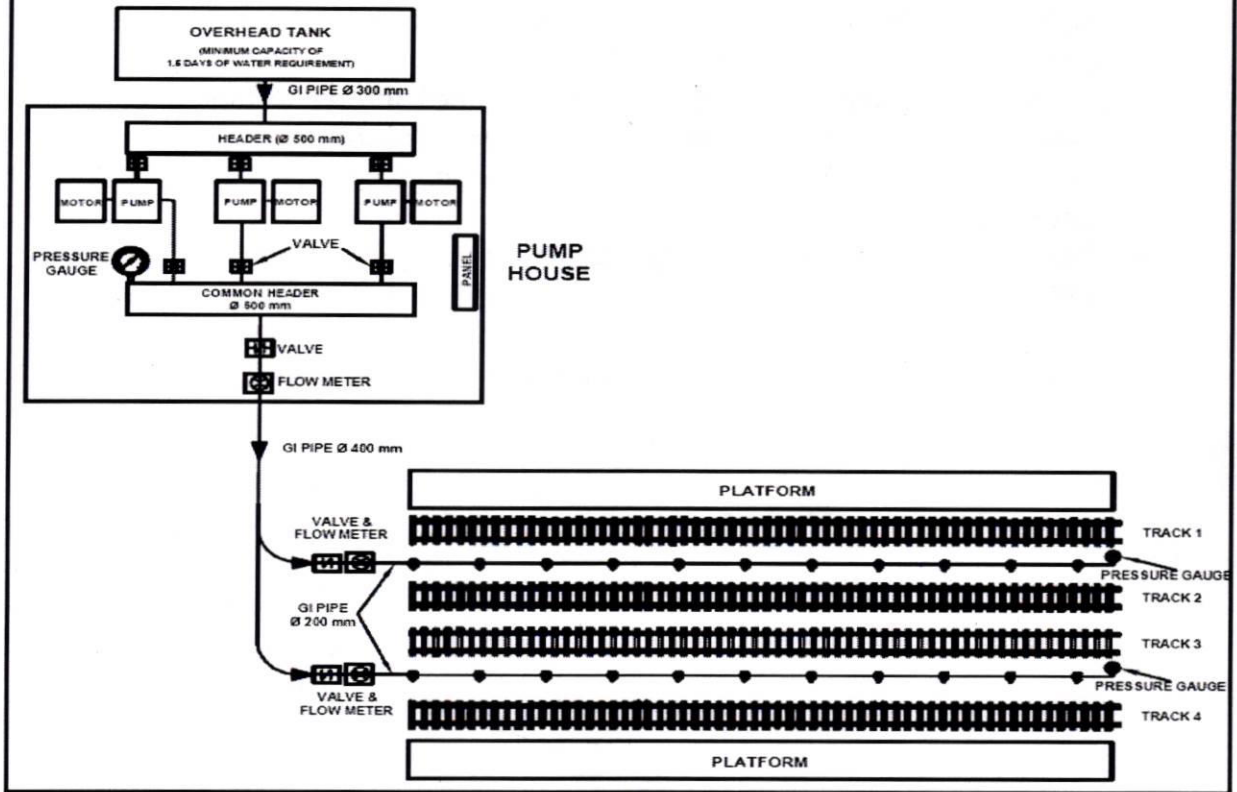 OVERHEAD TANK
(MINIMUM CAPACITY OF
1.5 DAYS OF WATER REQUIREMENT)
GI PIPE Ø 300 mm
HEADER (Ø 500 mm)
MOTOR
PUMP
PUMP
MOTOR
PUMP
MOTOR
VALVE
PRESSURE
GAUGE
PANEL
PUMP
HOUSE
COMMON HEADER
Ø 500 mm
VALVE
FLOW METER
GI PIPE Ø 400 mm
PLATFORM
VALVE &
FLOW METER
TRACK 1
PRESSURE GAUGE
GI PIPE
Ø 200 mm
TRACK 2
TRACK 3
PRESSURE GAUGE
VALVE &
FLOW METER
TRACK 4
PLATFORM